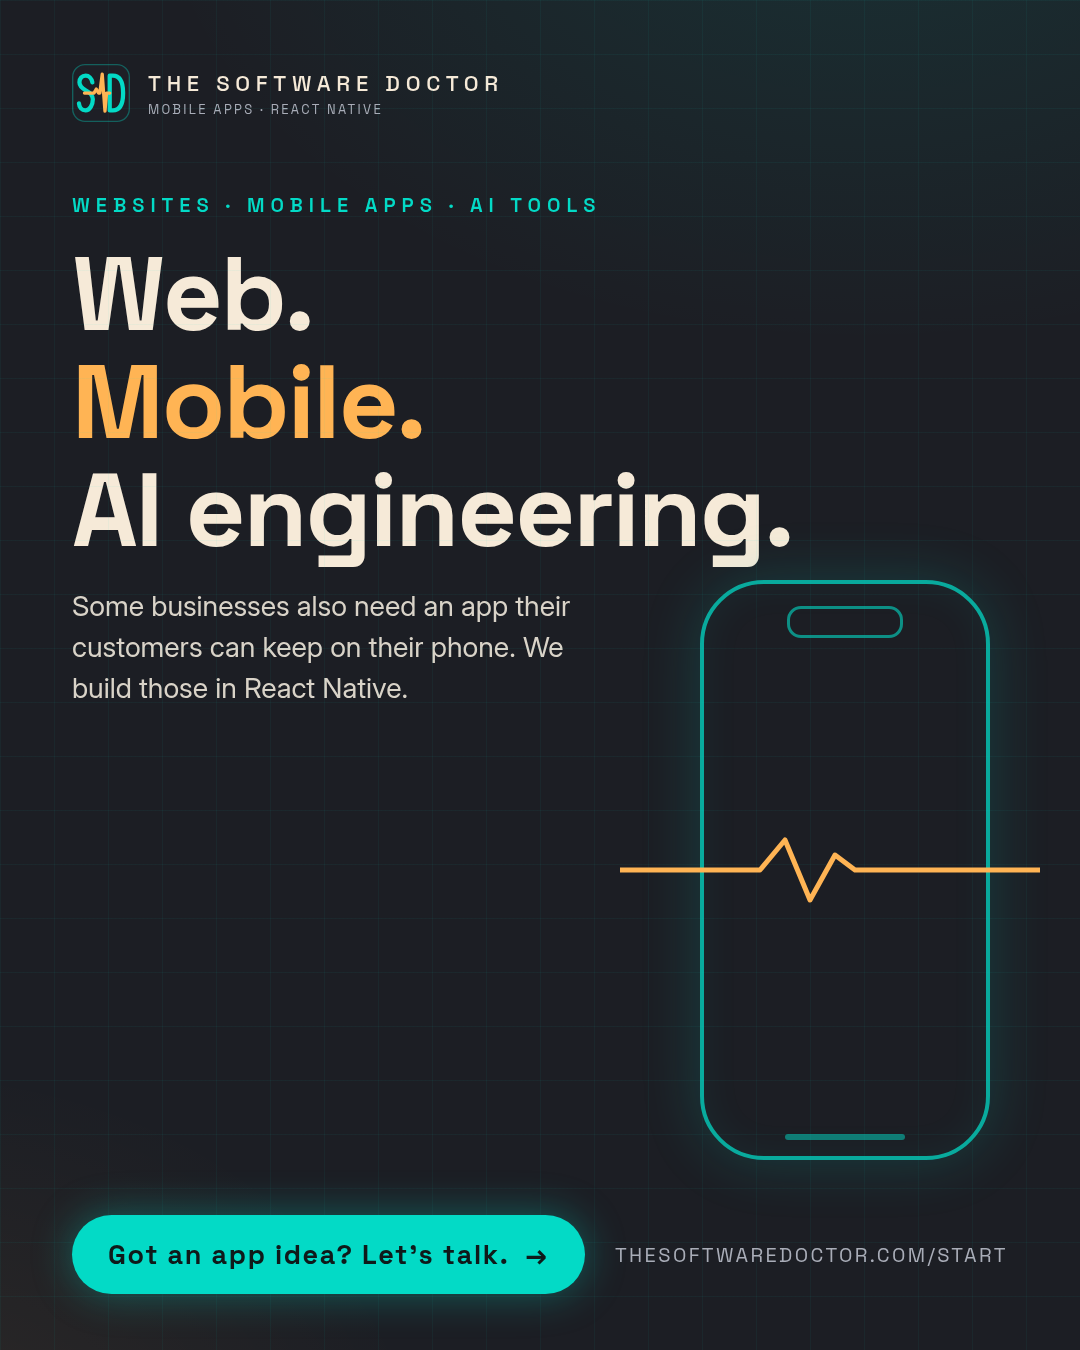 SD
THE SOFTWARE DOCTOR
MOBILE APPS · REACT NATIVE
WEBSITES · MOBILE APPS · AI TOOLS
Web.
Mobile.
AI engineering.
Some businesses also need an app their
customers can keep on their phone. We
build those in React Native.
Got an app idea? Let’s talk. →
THESOFTWAREDOCTOR.COM/START